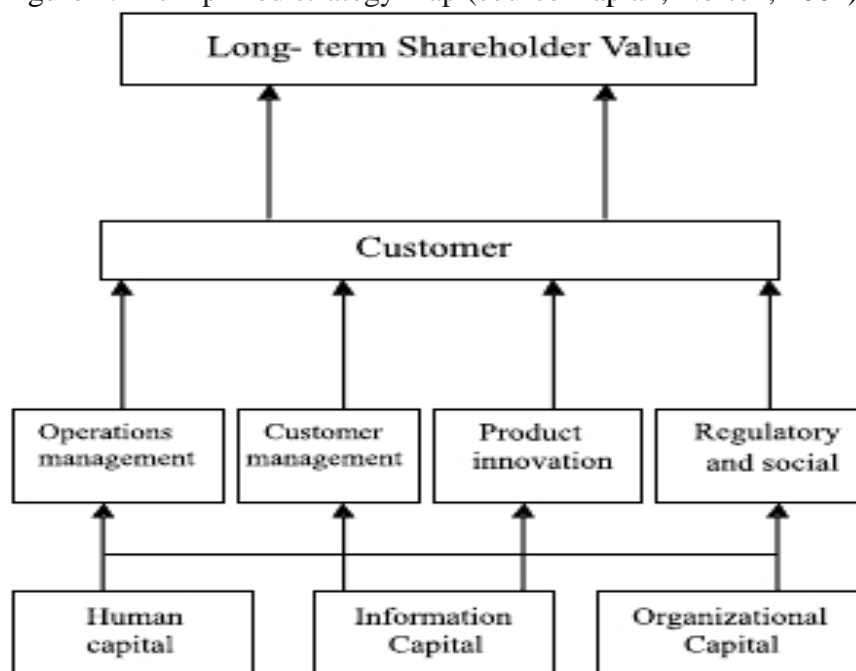 Long- term Shareholder Value
Customer
Operations
management
Customer
management
Product
innovation
Regulatory
and social
Human
capital
Information
Capital
Organizational
Capital